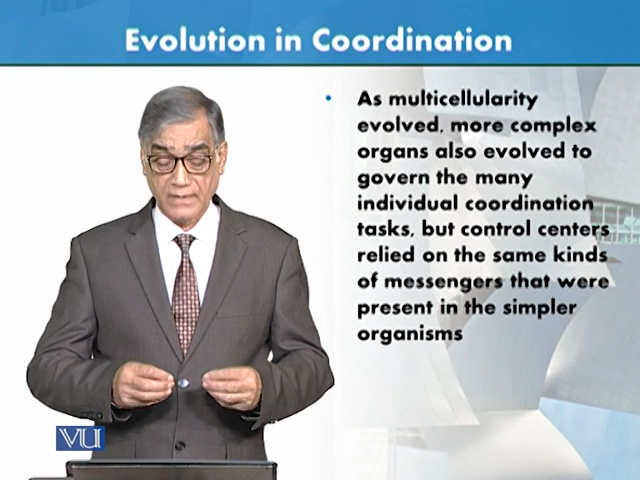 Evolution in Coordination
• As multicellularity
evolved, more complex
organs also evolved to
govern the many
individual coordination
tasks, but control centers
relied on the same kinds
of messengers that were
present in the simpler
organisms
VU